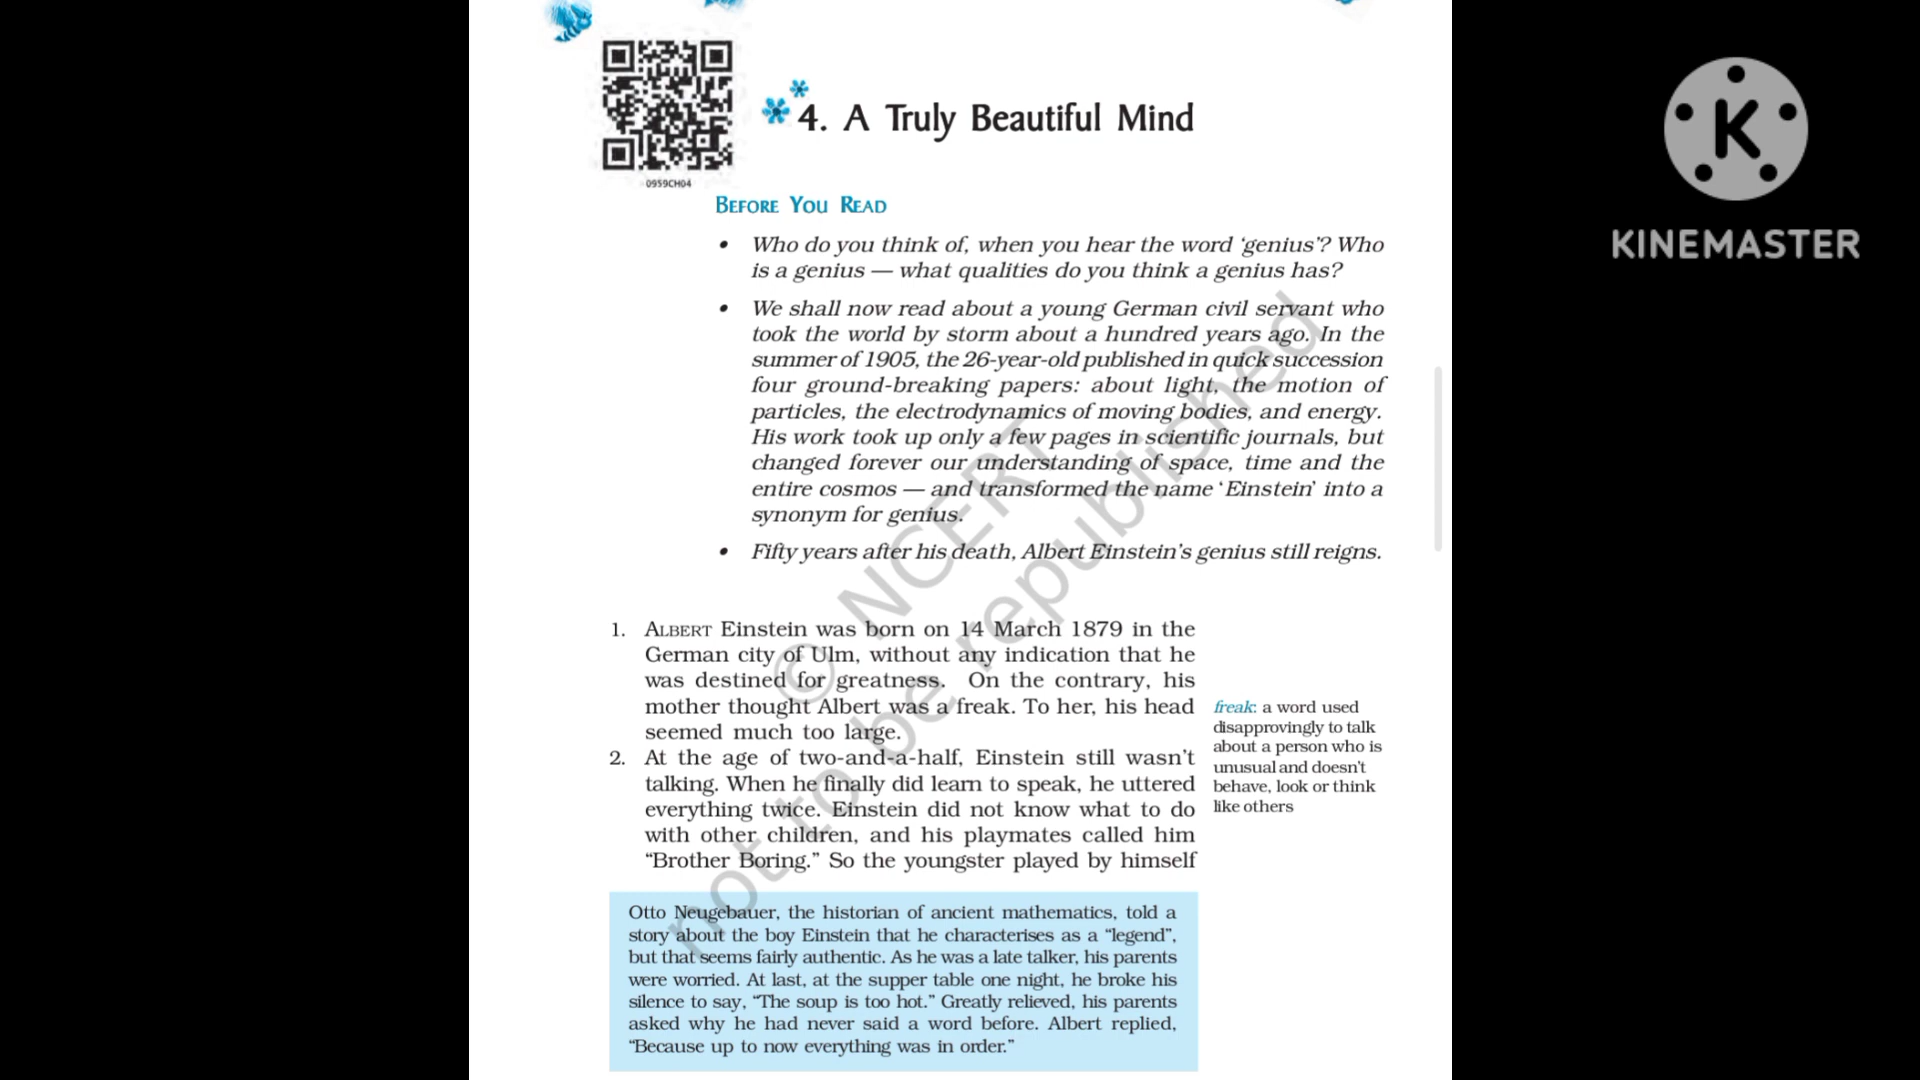 0959CH04
4. A Truly Beautiful Mind
BEFORE YOU READ
• Who do you think of, when you hear the word ‘genius’? Who
is a genius — what qualities do you think a genius has?
• We shall now read about a young German civil servant who
took the world by storm about a hundred years ago. In the
summer of 1905, the 26-year-old published in quick succession
four ground-breaking papers: about light, the motion of
particles, the electrodynamics of moving bodies, and energy.
His work took up only a few pages in scientific journals, but
changed forever our understanding of space, time and the
entire cosmos — and transformed the name ‘Einstein’ into a
synonym for genius.
• Fifty years after his death, Albert Einstein’s genius still reigns.
1. ALBERT Einstein was born on 14 March 1879 in the
German city of Ulm, without any indication that he
was destined for greatness. On the contrary, his
mother thought Albert was a freak. To her, his head
seemed much too large.
2. At the age of two-and-a-half, Einstein still wasn’t
talking. When he finally did learn to speak, he uttered
everything twice. Einstein did not know what to do
with other children, and his playmates called him
“Brother Boring.” So the youngster played by himself
freak: a word used
disapprovingly to talk
about a person who is
unusual and doesn’t
behave, look or think
like others
Otto Neugebauer, the historian of ancient mathematics, told a
story about the boy Einstein that he characterises as a “legend”,
but that seems fairly authentic. As he was a late talker, his parents
were worried. At last, at the supper table one night, he broke his
silence to say, “The soup is too hot.” Greatly relieved, his parents
asked why he had never said a word before. Albert replied,
“Because up to now everything was in order.”
© NCERT
not to be republished
K
KINEMASTER